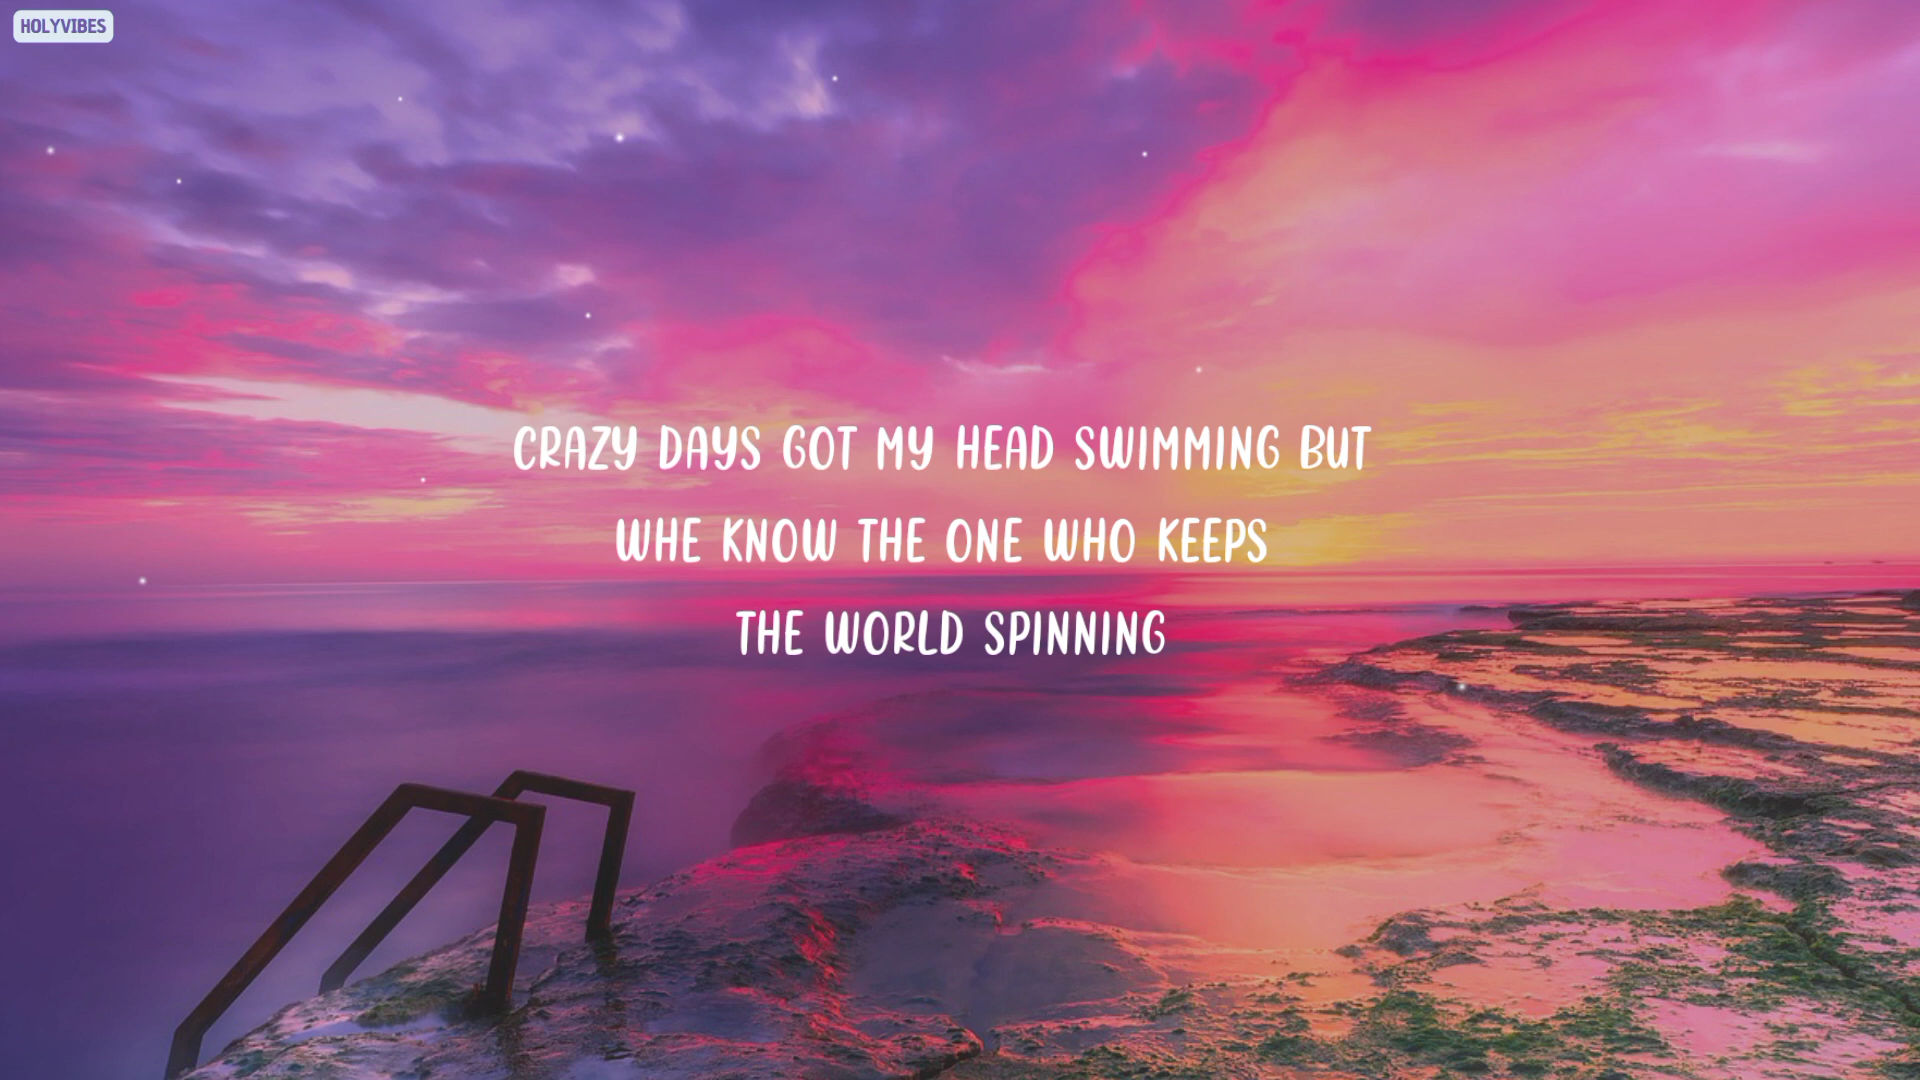 HOLYVIBES
CRAZY DAYS GOT MY HEAD SWIMMING BUT
WHE KNOW THE ONE WHO KEEPS
THE WORLD SPINNING